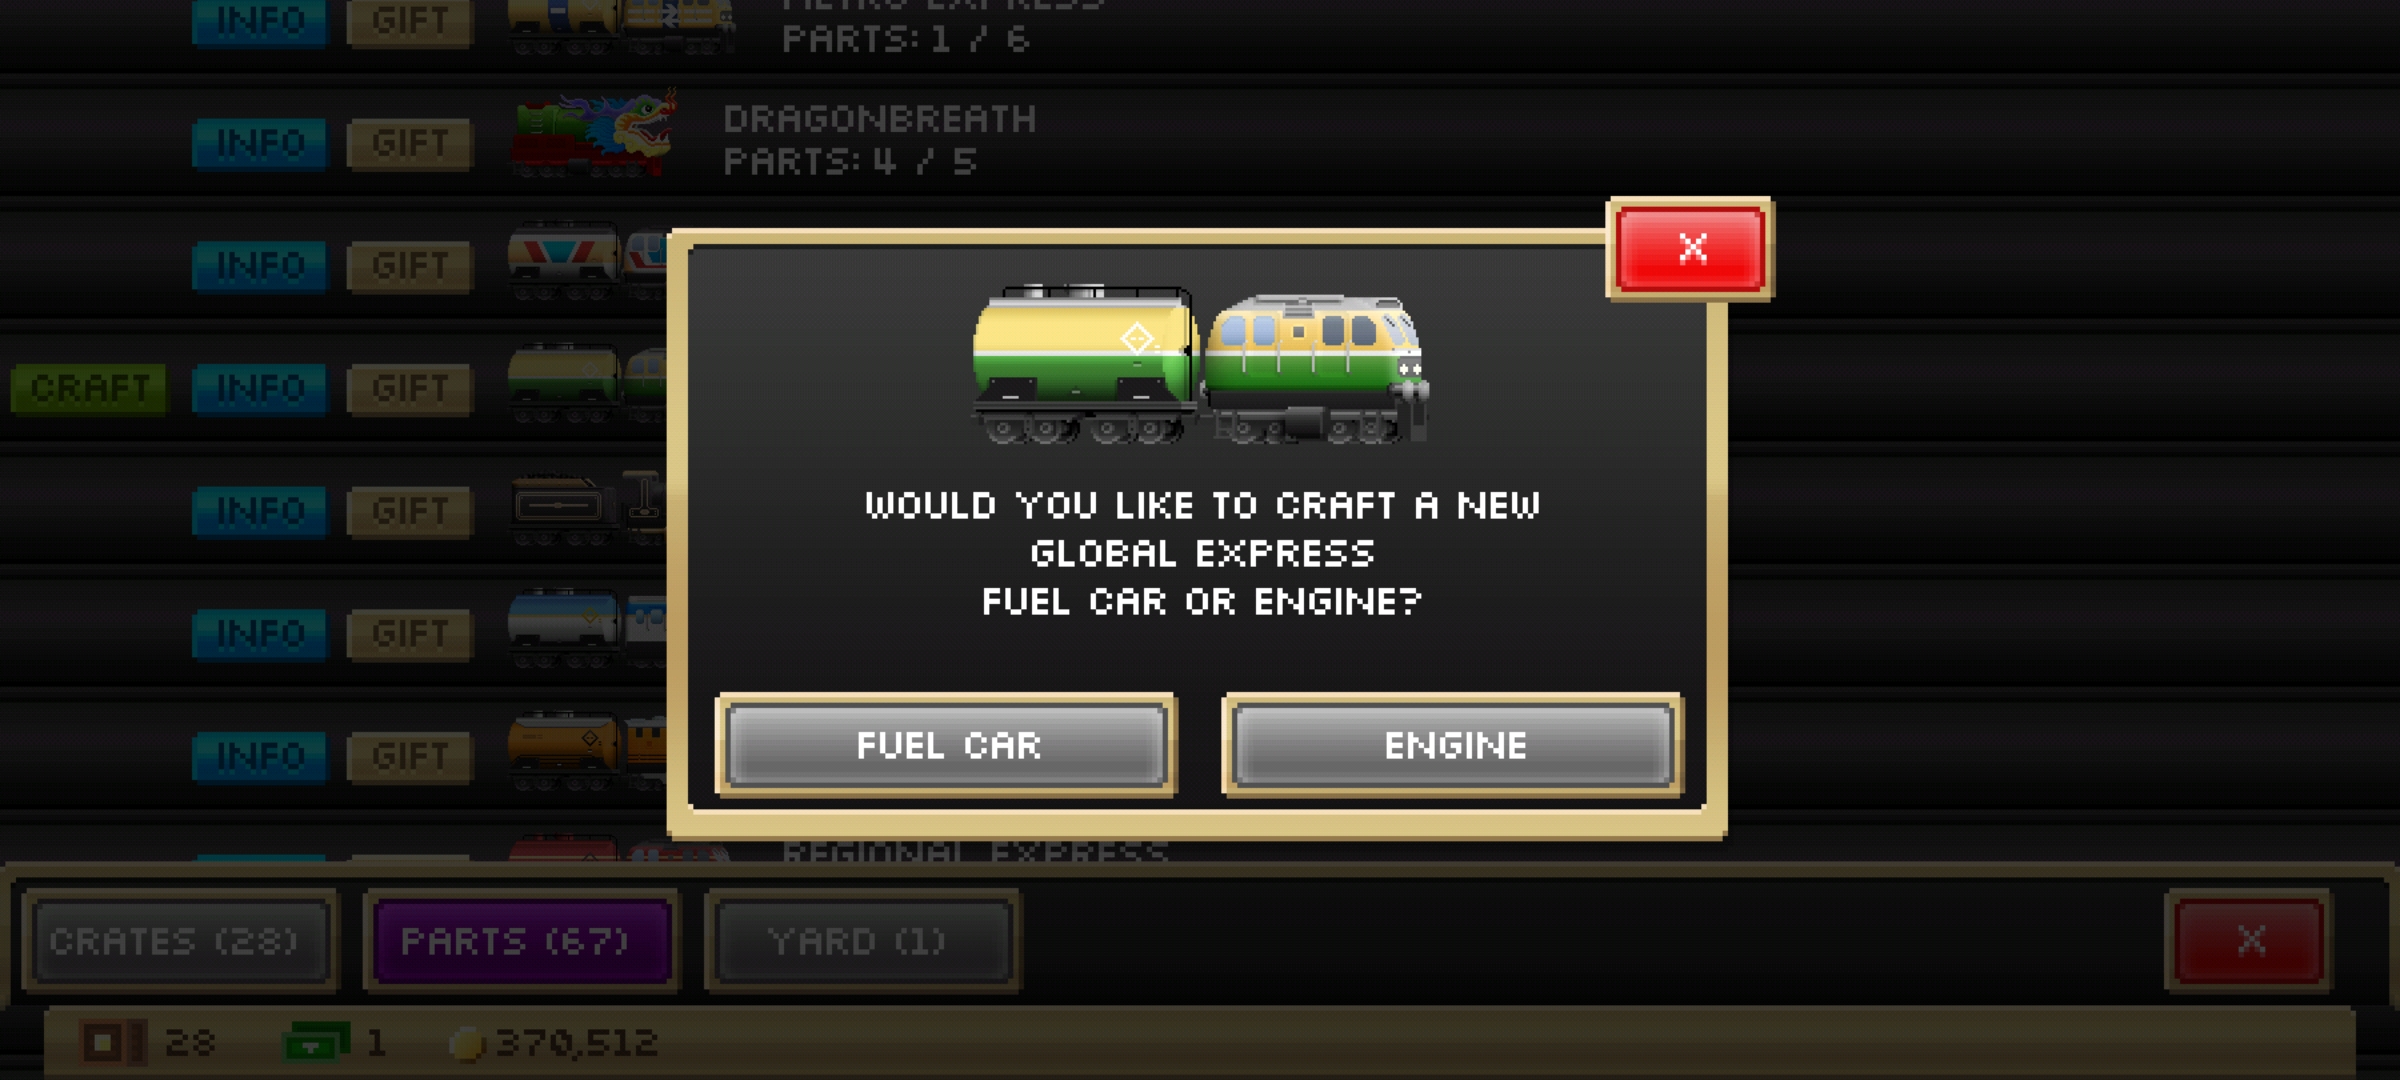 INFO GIFT
PARTS: 1 / 6
INFO GIFT DRAGONBREATH
PARTS: 4 / 5
X
INFO GIFT
CRAFT INFO GIFT
INFO GIFT
INFO GIFT
INFO GIFT
WOULD YOU LIKE TO CRAFT A NEW
GLOBAL EXPRESS
FUEL CAR OR ENGINE?
FUEL CAR ENGINE
REGIONAL EXPRESS
CRATES (28) PARTS (67) YARD (1) X
28 1 370,512